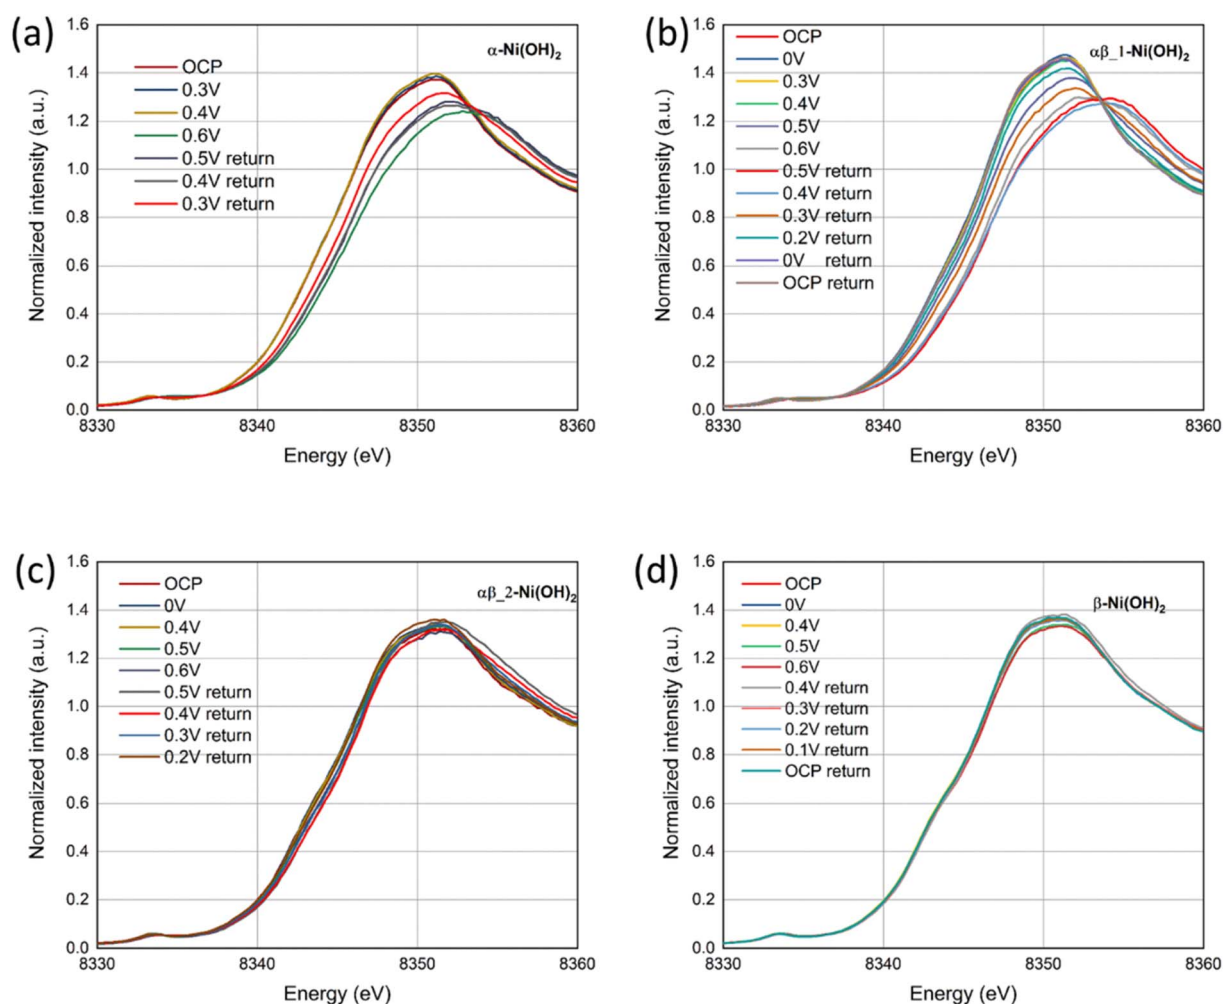 (a)
α-Ni(OH)2
OCP
0.3V
0.4V
0.6V
0.5V return
0.4V return
0.3V return
1.6
1.4
1.2
1.0
0.8
0.6
0.4
0.2
0.0
Normalized intensity (a.u.)
8330
8340
8350
8360
Energy (eV)
(b)
αβ_1-Ni(OH)2
OCP
0V
0.3V
0.4V
0.5V
0.6V
0.5V return
0.4V return
0.3V return
0.2V return
0V return
OCP return
1.6
1.4
1.2
1.0
0.8
0.6
0.4
0.2
0.0
Normalized intensity (a.u.)
8330
8340
8350
8360
Energy (eV)
(c)
αβ_2-Ni(OH)2
OCP
0V
0.4V
0.5V
0.6V
0.5V return
0.4V return
0.3V return
0.2V return
1.6
1.4
1.2
1.0
0.8
0.6
0.4
0.2
0.0
Normalized intensity (a.u.)
8330
8340
8350
8360
Energy (eV)
(d)
β-Ni(OH)2
OCP
0V
0.4V
0.5V
0.6V
0.4V return
0.3V return
0.2V return
0.1V return
OCP return
1.6
1.4
1.2
1.0
0.8
0.6
0.4
0.2
0.0
Normalized intensity (a.u.)
8330
8340
8350
8360
Energy (eV)